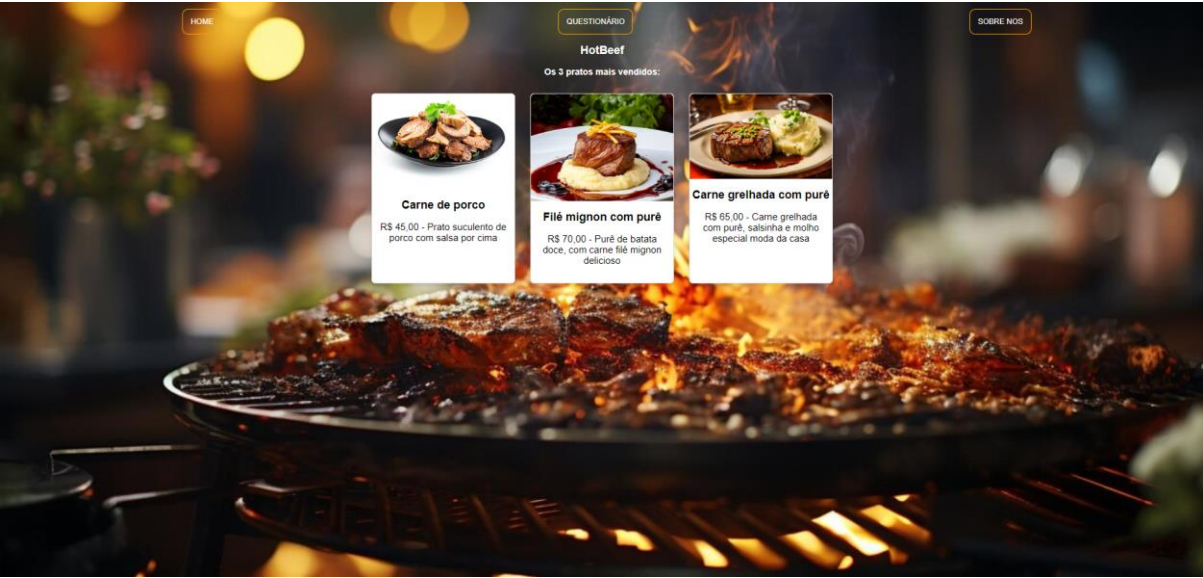 HOME
QUESTIONÁRIO
SOBRE NOS
HotBeef
Os 3 pratos mais vendidos:
Carne de porco
R$ 45,00 - Prato suculento de
porco com salsa por cima
Filé mignon com purê
R$ 70,00 - Purê de batata
doce, com carne filé mignon
delicioso
Carne grelhada com purê
R$ 65,00 - Carne grelhada
com purê, salsinha e molho
especial moda da casa